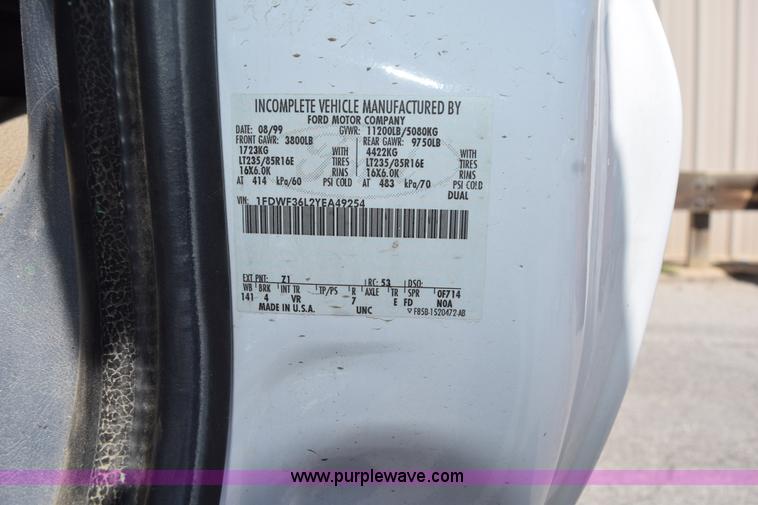 INCOMPLETE VEHICLE MANUFACTURED BY
FORD MOTOR COMPANY
DATE: 08/99 GVWR: 11200LB/5080KG
FRONT GAWR: 3800LB REAR GAWR: 9750LB
1723KG WITH 4422KG WITH
LT235/85R16E TIRES LT235/85R16E TIRES
16X6.0K RIMS 16X6.0K RIMS
AT 414 kPa/60 PSI COLD AT 483 kPa/70 PSI COLD
DUAL
VIN: 1FDWF36L2YEA49254
EXT PNT: Z1 RC: 53 DSO:
WB BRK INT TR TP/PS R AXLE TR SPR 0F714
141 4 VR 7 E FD N0A
MADE IN U.S.A. UNC F85B-1520472-AB
www.purplewave.com